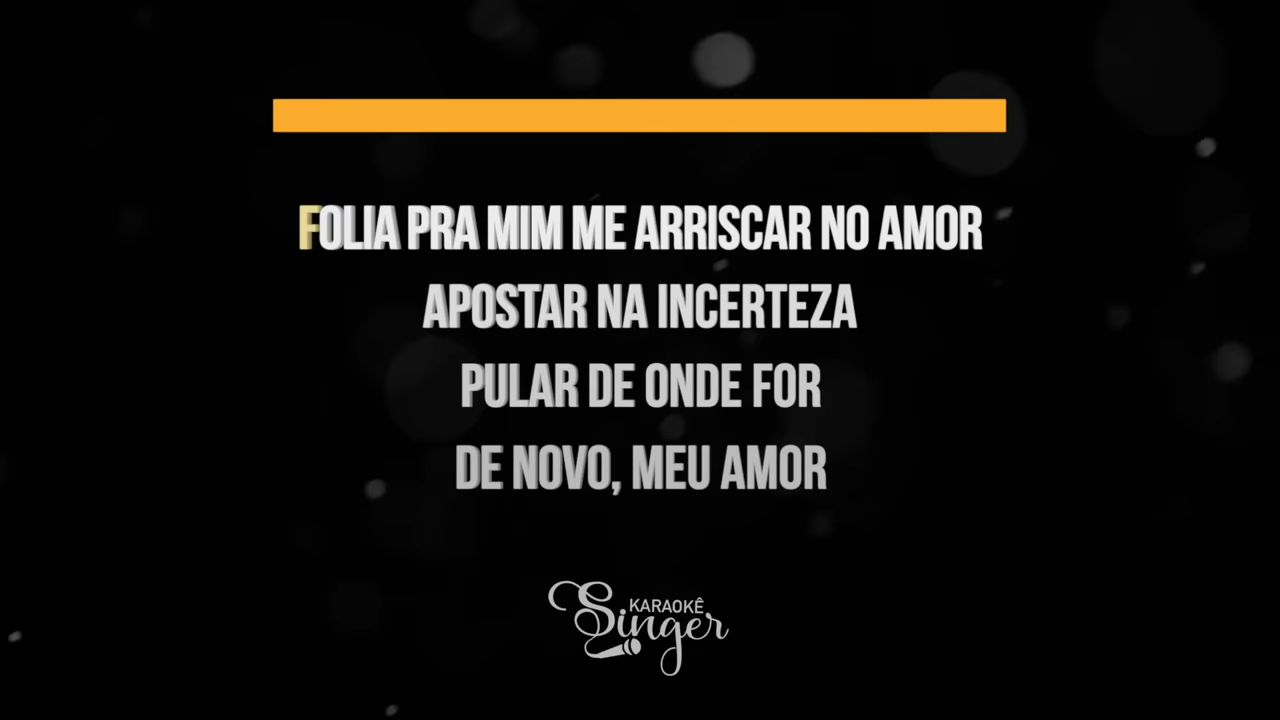 FOLIA PRA MIM ME ARRISCAR NO AMOR
APOSTAR NA INCERTEZA
PULAR DE ONDE FOR
DE NOVO, MEU AMOR
KARAOKÊ
Singer